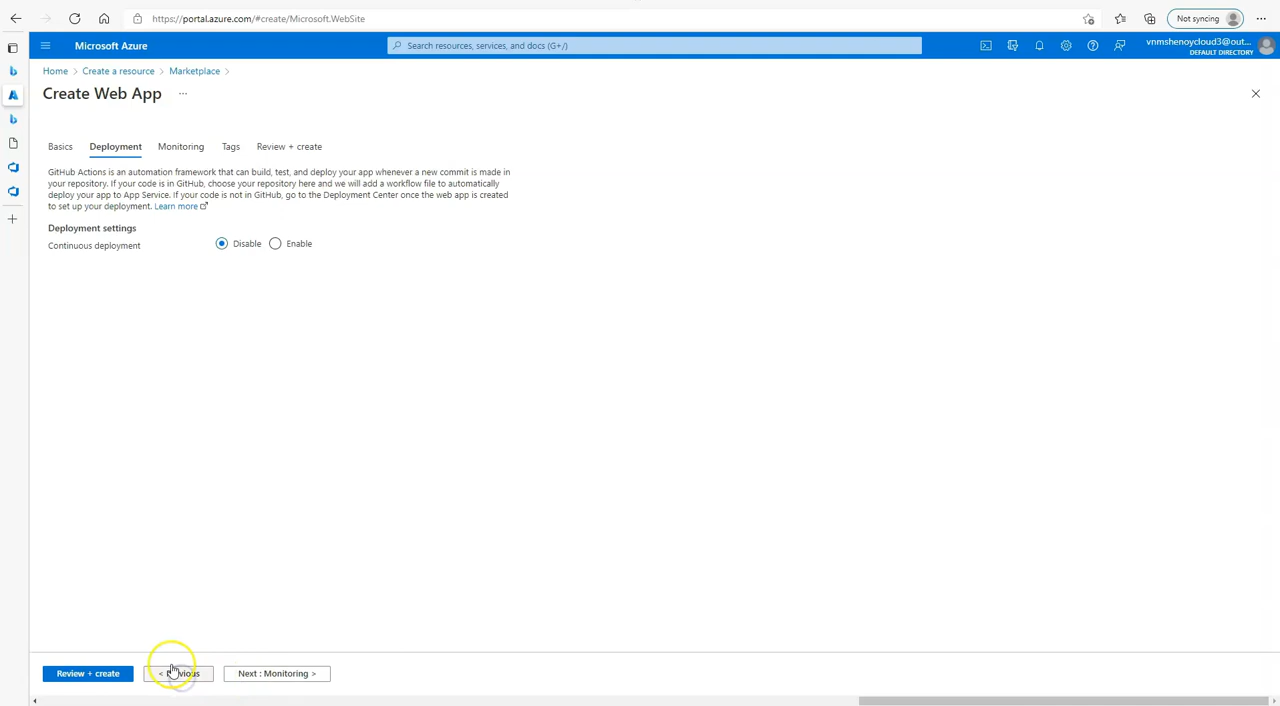 https://portal.azure.com/#create/Microsoft.WebSite
Not syncing
Microsoft Azure
Search resources, services, and docs (G+/)
vnmshenoycloud3@out...
DEFAULT DIRECTORY
Home > Create a resource > Marketplace >
Create Web App ...
Basics Deployment Monitoring Tags Review + create
GitHub Actions is an automation framework that can build, test, and deploy your app whenever a new commit is made in
your repository. If your code is in GitHub, choose your repository here and we will add a workflow file to automatically
deploy your app to App Service. If your code is not in GitHub, go to the Deployment Center once the web app is created
to set up your deployment. Learn more
Deployment settings
Continuous deployment Disable Enable
Review + create < Previous Next : Monitoring >